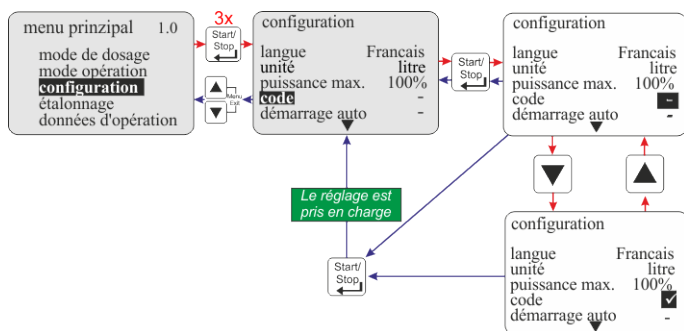 menu prinzipal 1.0
mode de dosage
mode opération
configuration
étalonnage
données d'opération
3x
Start/
Stop
Menu
Exit
configuration
langue Francais
unité litre
puissance max. 100%
code -
démarrage auto -
Start/
Stop
configuration
langue Francais
unité litre
puissance max. 100%
code -
démarrage auto -
Le réglage est
pris en charge
Start/
Stop
configuration
langue Francais
unité litre
puissance max. 100%
code ✓
démarrage auto -